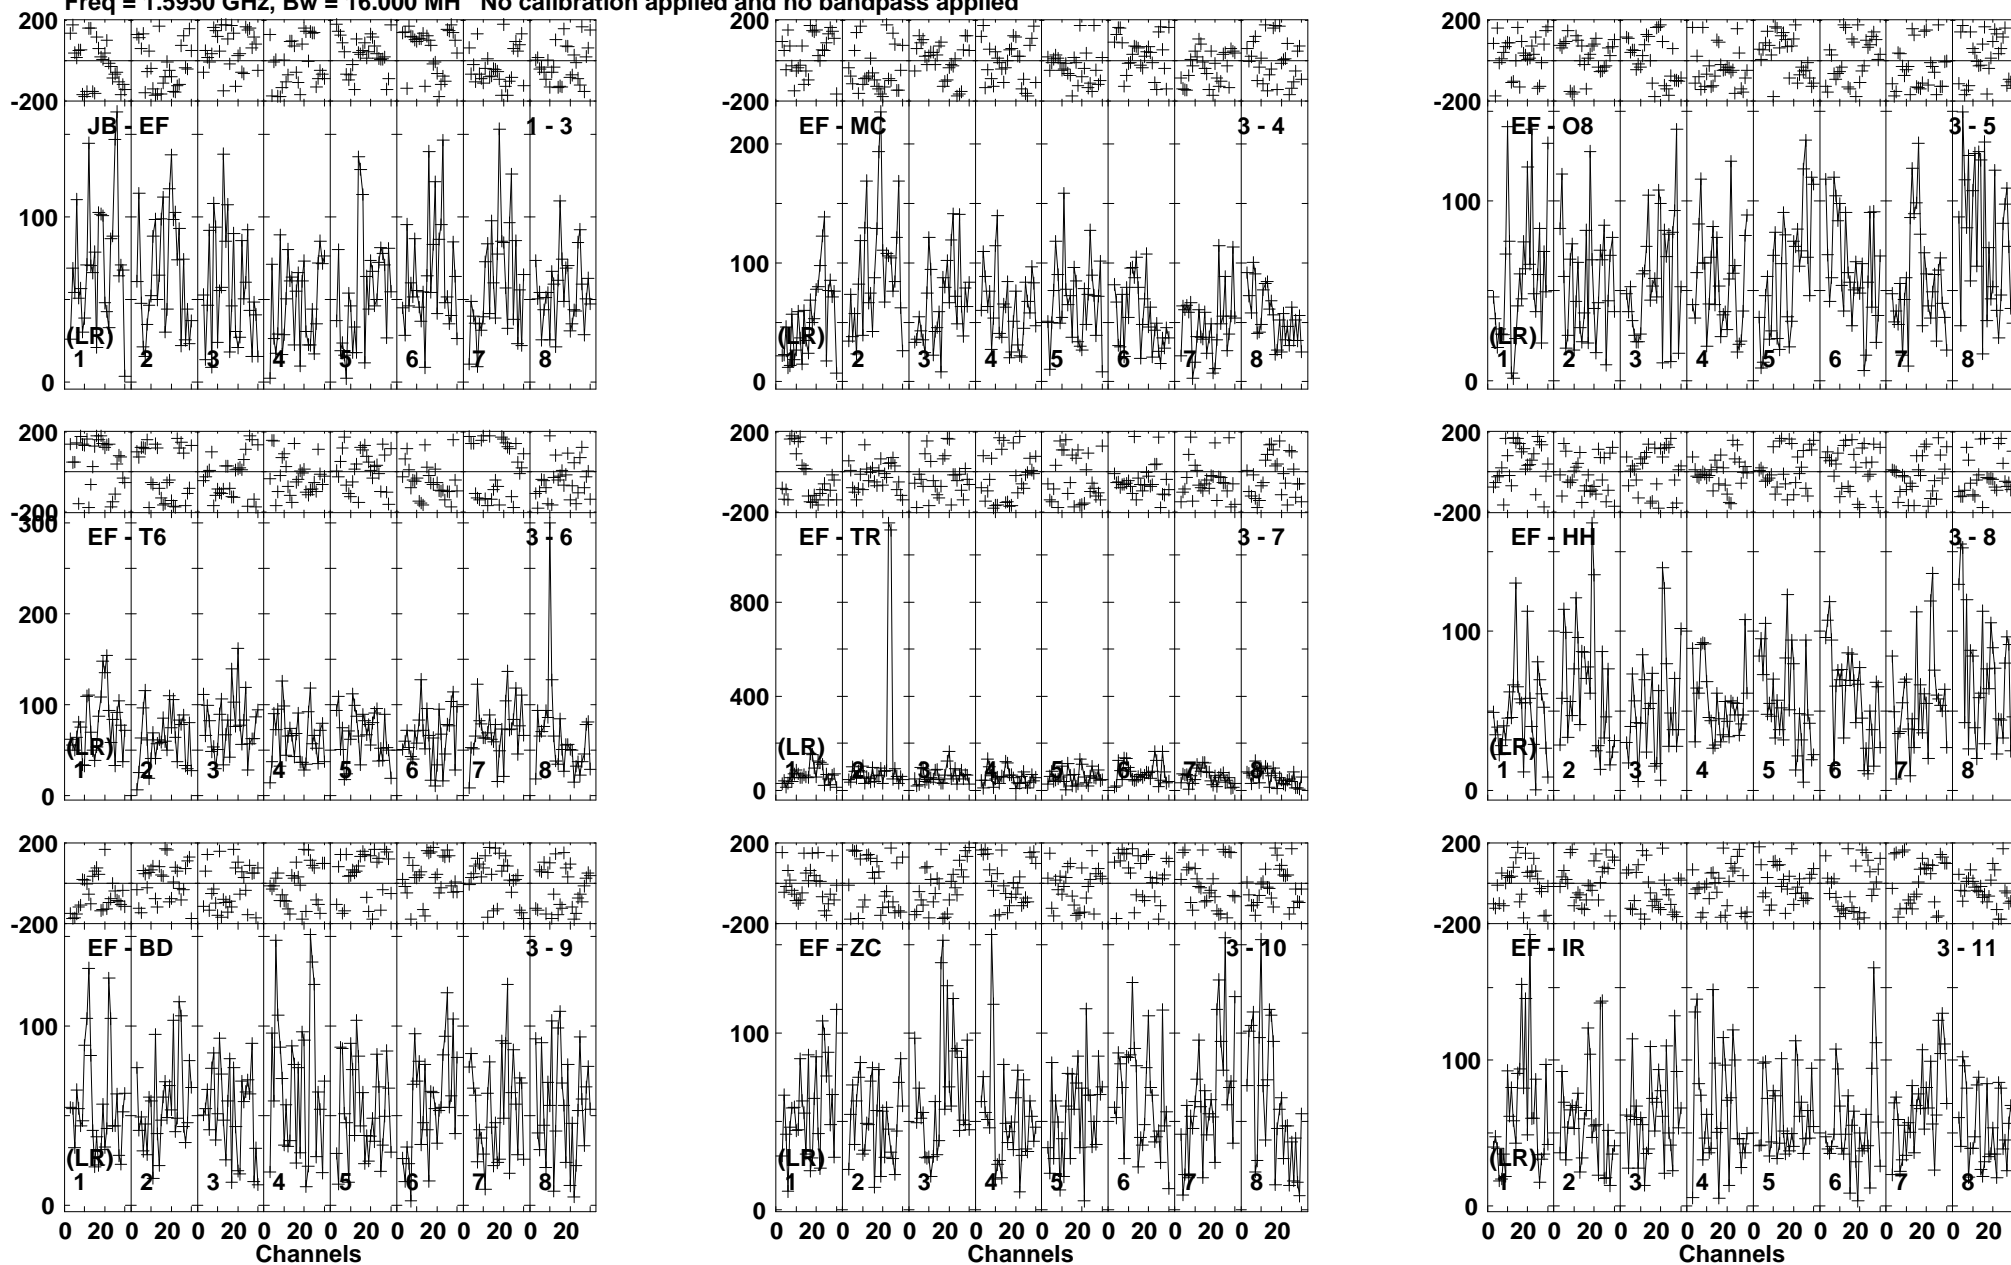 Freq = 1.5950 GHz, Bw = 16.000 MH No calibration applied and no bandpass applied
200 200 200
-200 -200 -200
JB - EF 1 - 3 EF - MC 3 - 4 EF - O8 3 - 5
200
100 100 100
(LR) (LR) (LR)
1 2 3 4 5 6 7 8 1 2 3 4 5 6 7 8 1 2 3 4 5 6 7 8
0 0 0
200 200 200
-200 -200 -200
300
EF - T6 3 - 6 EF - TR 3 - 7 EF - HH 3 - 8
200 800 100
100 400
(LR) (LR) (LR)
1 2 3 4 5 6 7 8 1 2 3 4 5 6 7 8 1 2 3 4 5 6 7 8
0 0 0
200 200 200
-200 -200 -200
EF - BD 3 - 9 EF - ZC 3 - 10 EF - IR 3 - 11
100 100 100
(LR) (LR) (LR)
1 2 3 4 5 6 7 8 1 2 3 4 5 6 7 8 1 2 3 4 5 6 7 8
0 0 0
0 20 0 20 0 20 0 20 0 20 0 20 0 20 0 20 0 20 0 20 0 20 0 20 0 20 0 20 0 20 0 20 0 20 0 20 0 20 0 20 0 20 0 20 0 20 0 20
Channels Channels Channels